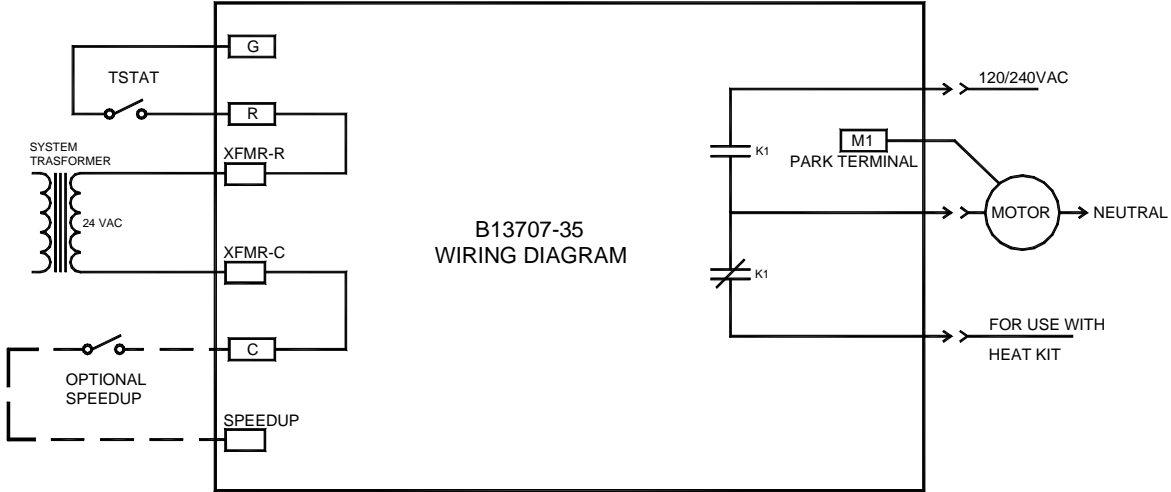 G
TSTAT
R
SYSTEM
TRASFORMER
XFMR-R
24 VAC
XFMR-C
C
OPTIONAL
SPEEDUP
SPEEDUP
B13707-35
WIRING DIAGRAM
120/240VAC
K1
M1
PARK TERMINAL
MOTOR
NEUTRAL
K1
FOR USE WITH
HEAT KIT